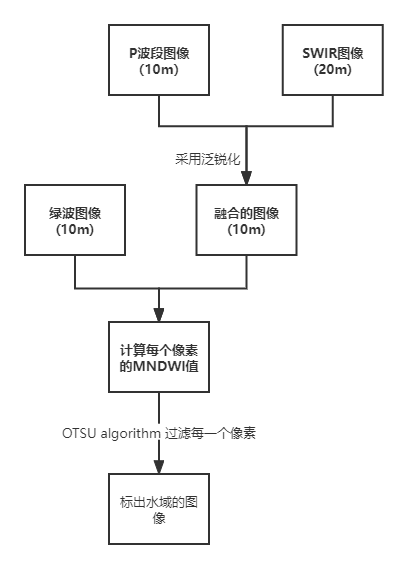 P波段图像
（10m）
SWIR图像
（20m）
采用泛锐化
绿波图像
（10m）
融合的图像
（10m）
计算每个像素
的MNDWI值
OTSU algorithm 过滤每一个像素
标出水域的图
像